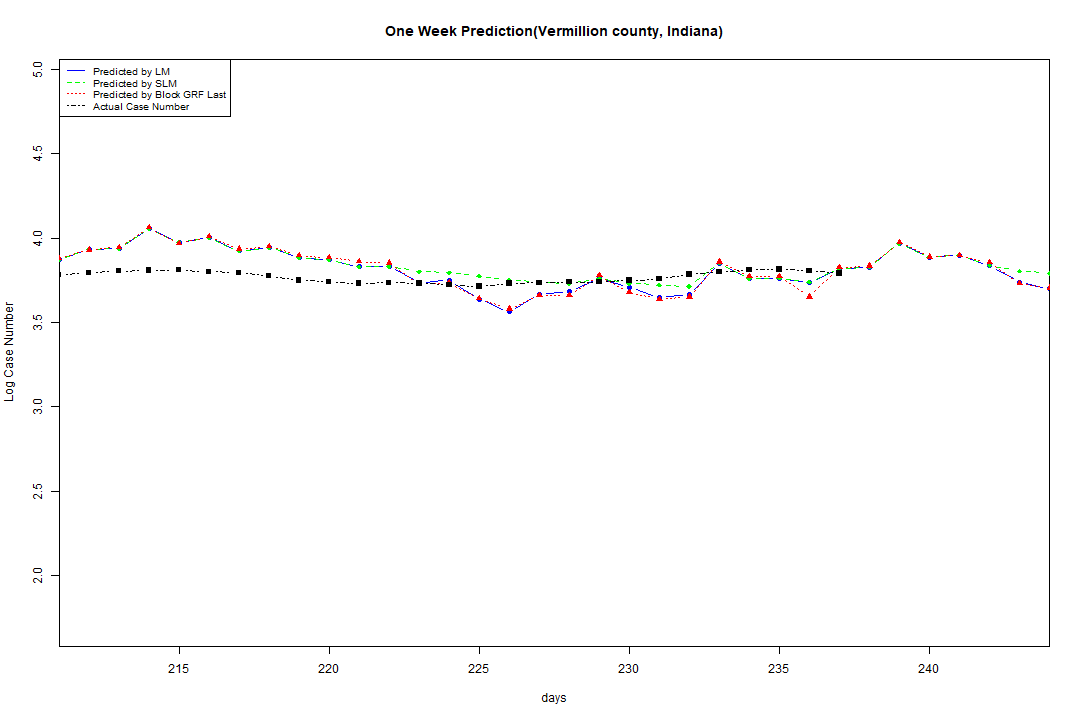 One Week Prediction(Vermillion county, Indiana)
Predicted by LM
Predicted by SLM
Predicted by Block GRF Last
Actual Case Number
5.0
4.5
4.0
3.5
3.0
2.5
2.0
Log Case Number
215 220 225 230 235 240
days